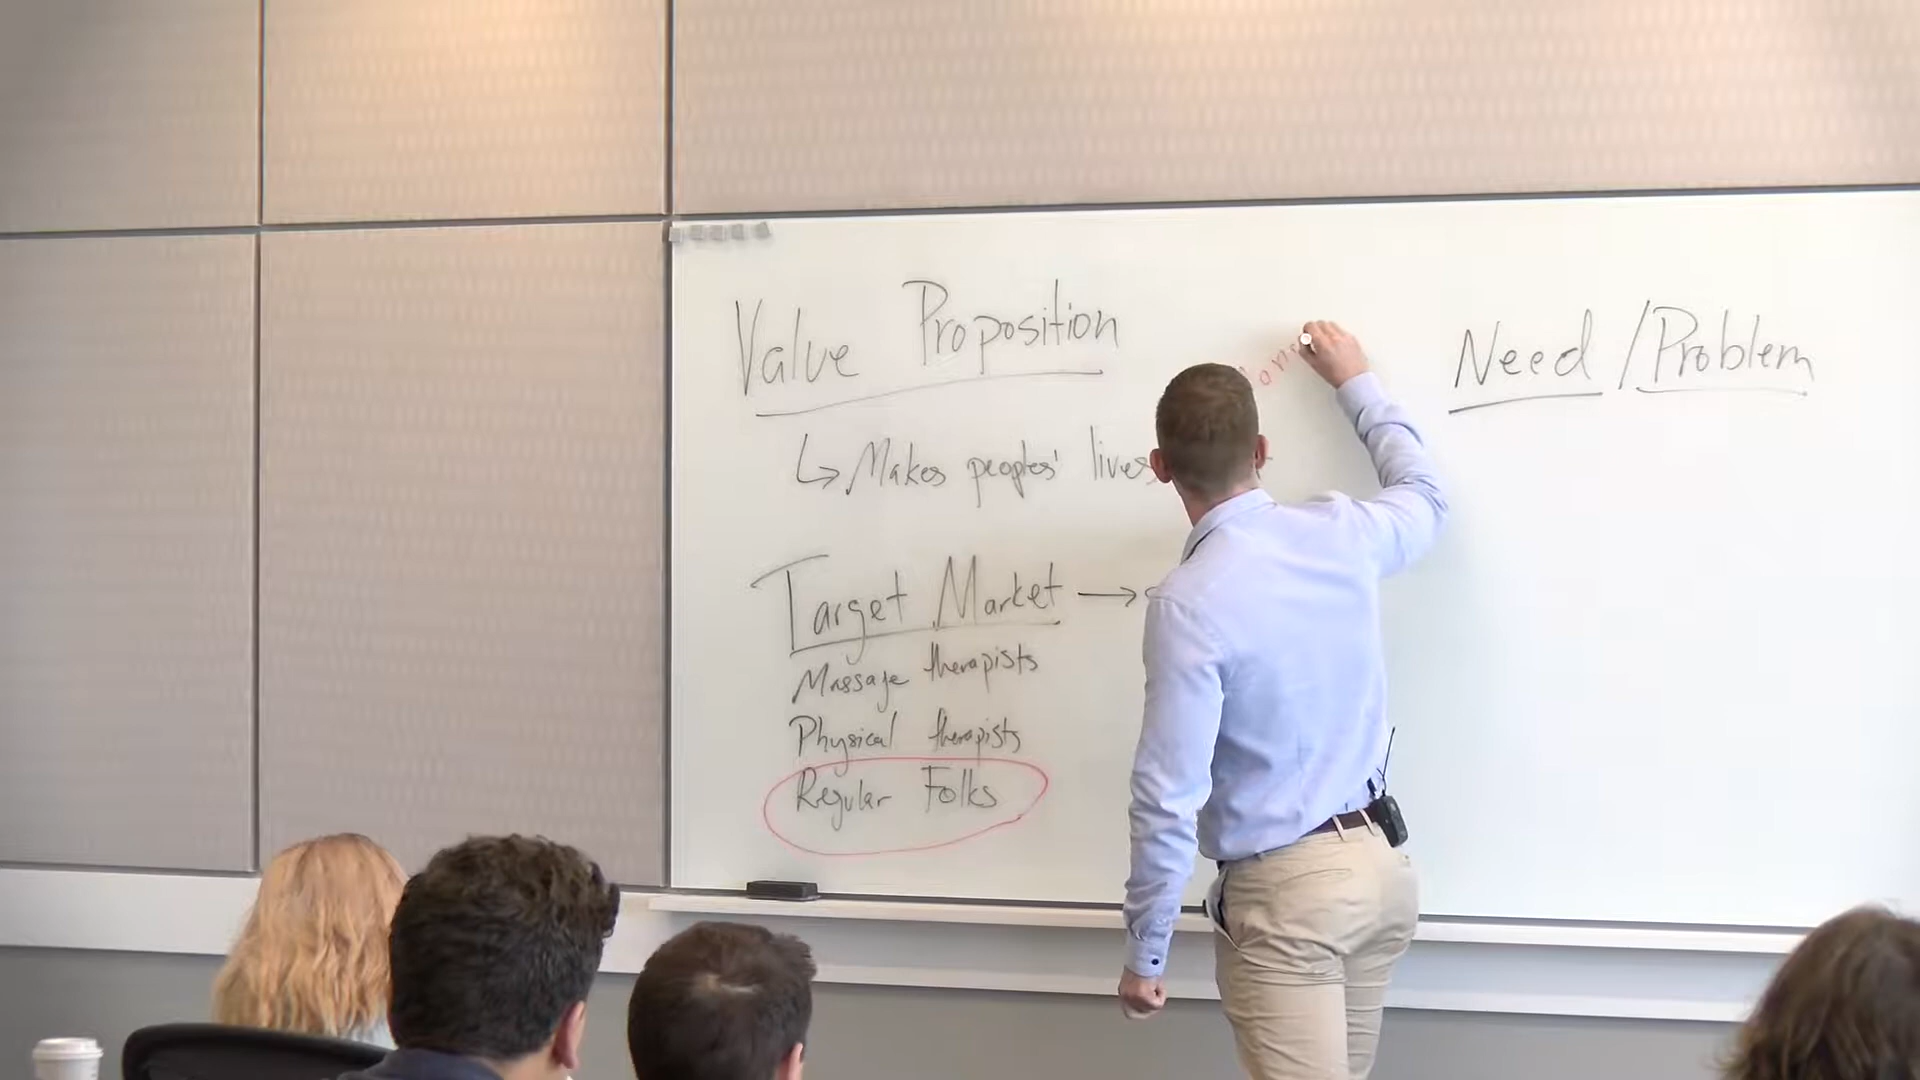 Value Proposition
↳ Makes peoples' lives
Target Market →
Massage therapists
Physical therapists
Regular Folks
Need / Problem